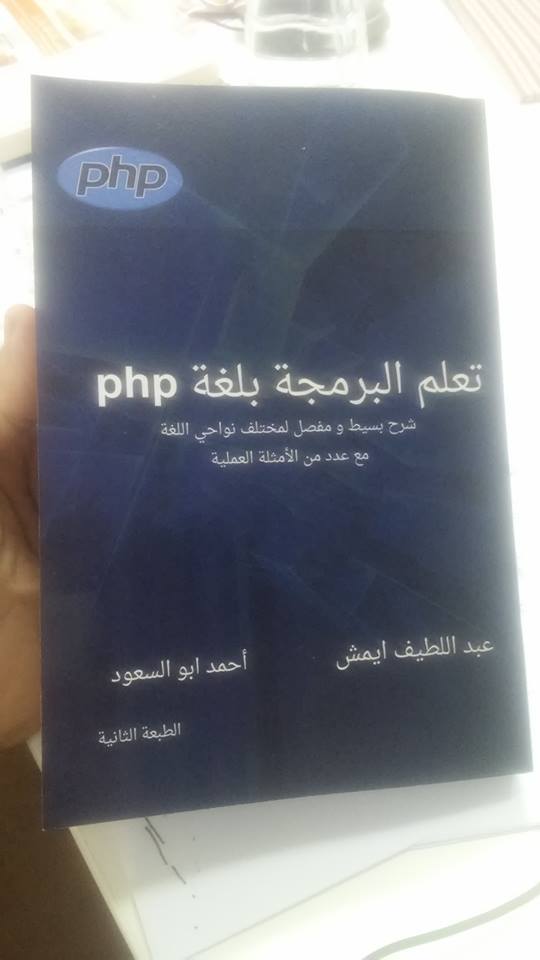 php
تعلم البرمجة بلغة php
شرح بسيط و مفصل لمختلف نواحي اللغة
مع عدد من الأمثلة العملية
عبد اللطيف ايمش
أحمد ابو السعود
الطبعة الثانية